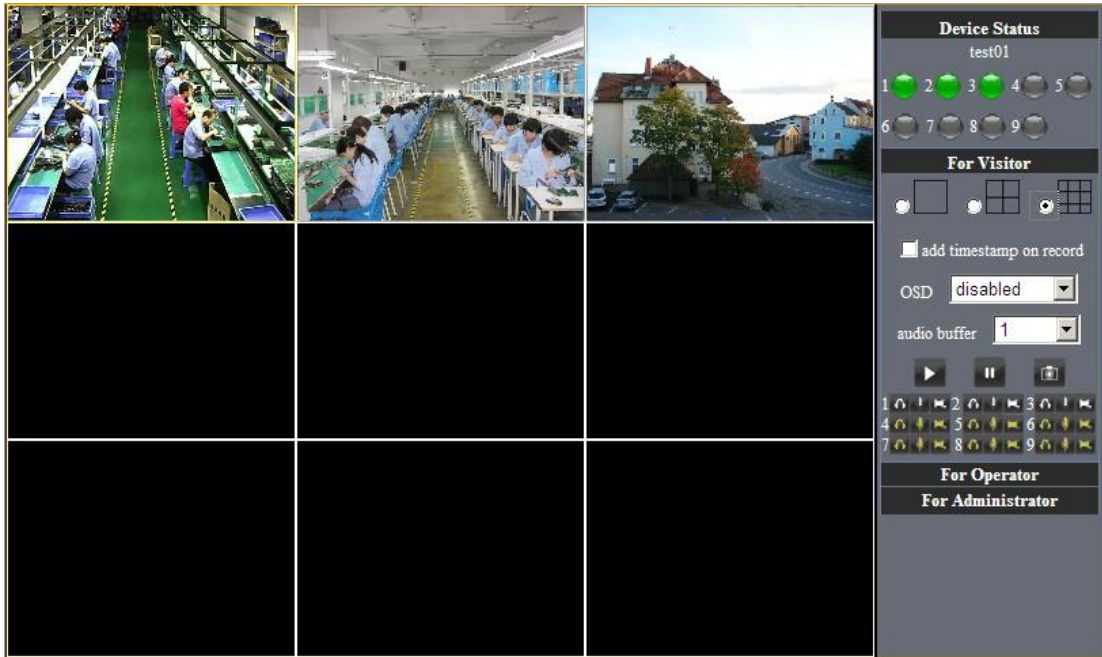 Device Status
test01
1 2 3 4 5
6 7 8 9
For Visitor
add timestamp on record
OSD disabled
audio buffer 1
1 2 3
4 5 6
7 8 9
For Operator
For Administrator